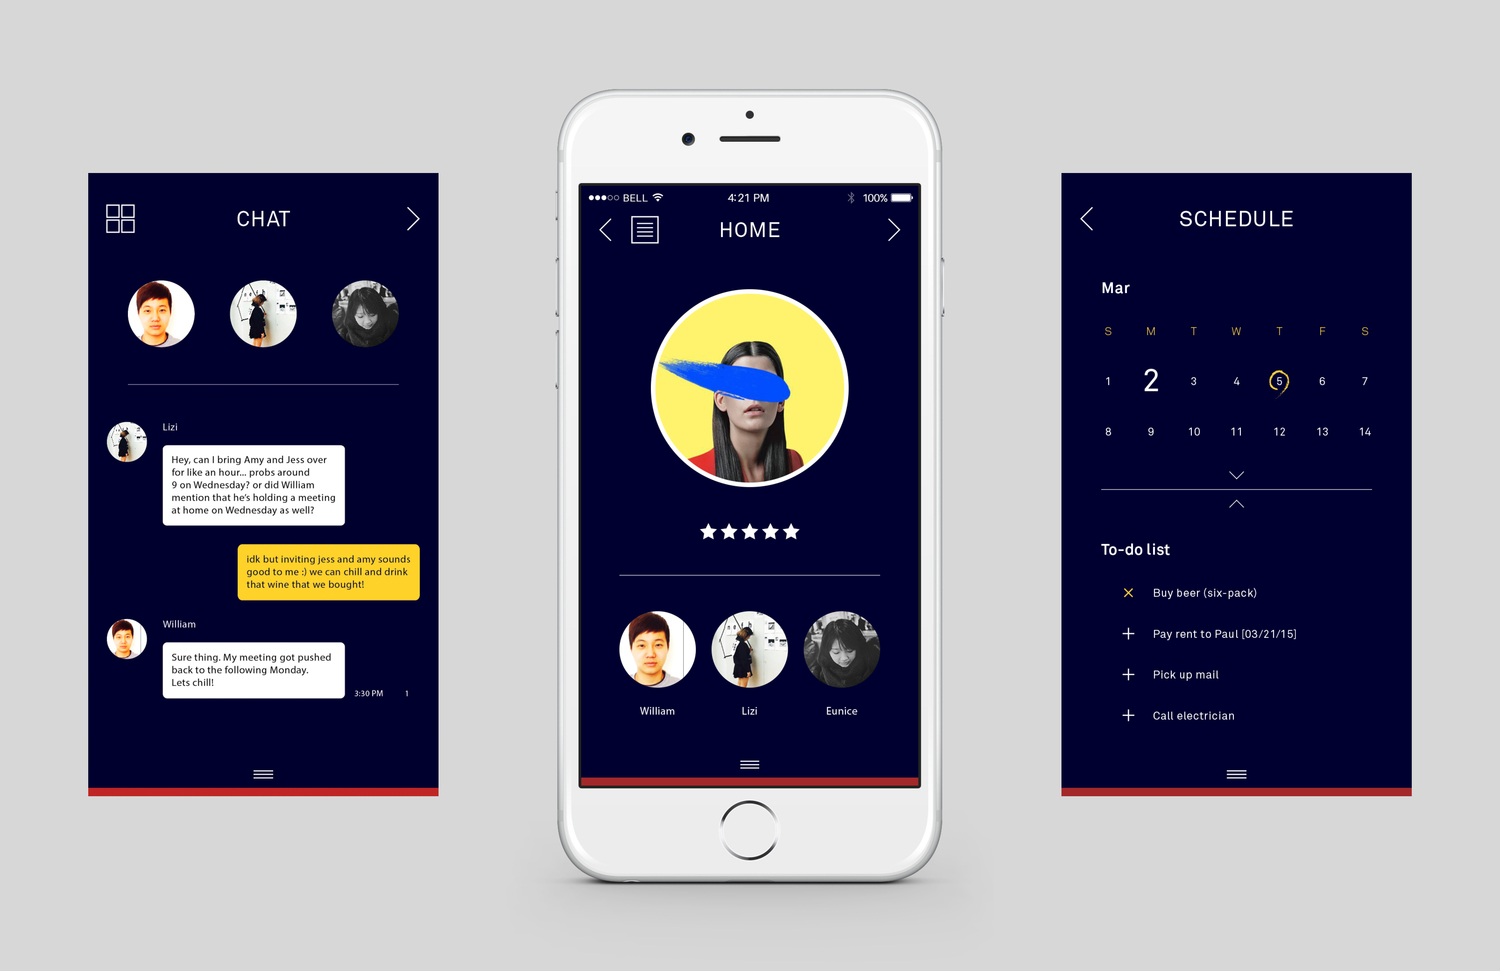 CHAT
Lizi
Hey, can I bring Amy and Jess over
for like an hour... probs around
9 on Wednesday? or did William
mention that he's holding a meeting
at home on Wednesday as well?
idk but inviting jess and amy sounds
good to me :) we can chill and drink
that wine that we bought!
William
Sure thing. My meeting got pushed
back to the following Monday.
Lets chill!
3:30 PM 1
BELL 4:21 PM 100%
HOME
William Lizi Eunice
SCHEDULE
Mar
S M T W T F S
1 2 3 4 5 6 7
8 9 10 11 12 13 14
To-do list
Buy beer (six-pack)
Pay rent to Paul [03/21/15]
Pick up mail
Call electrician